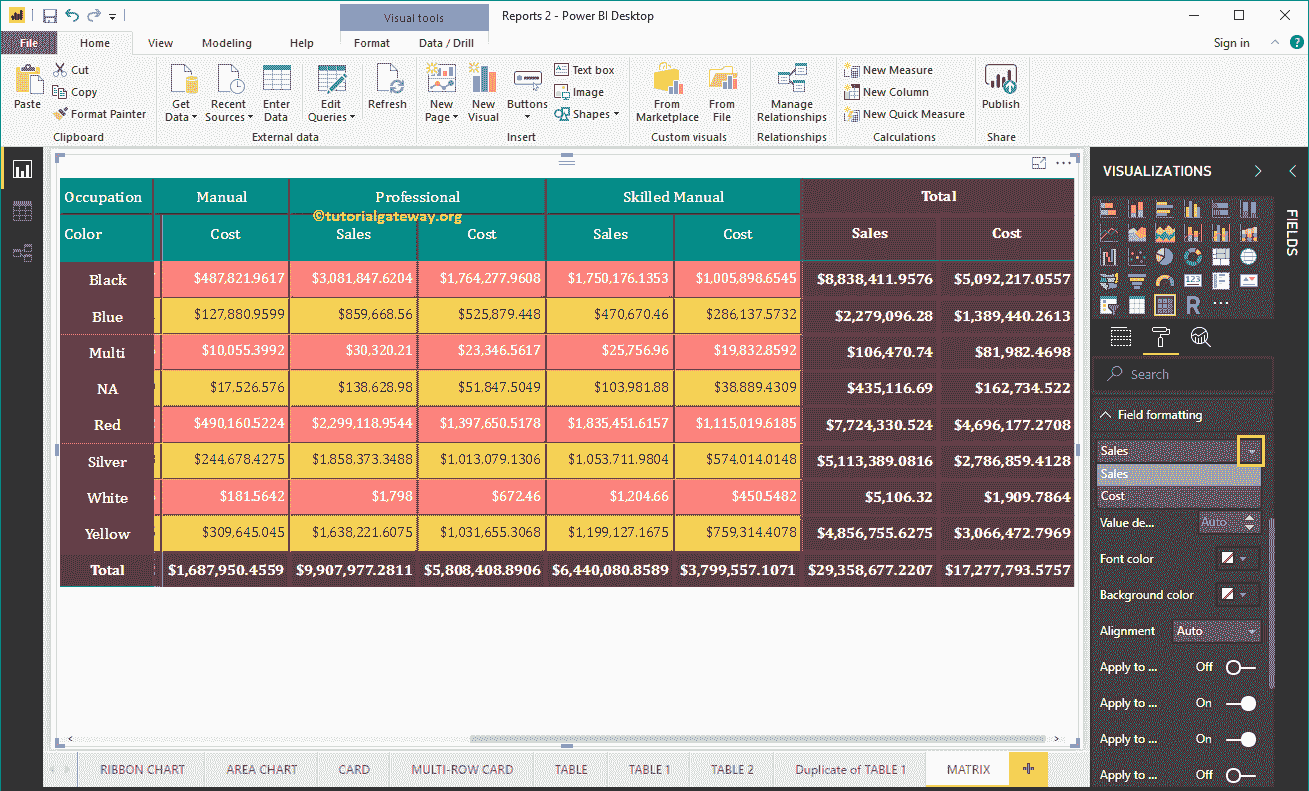 Visual tools
Reports 2 - Power BI Desktop
File Home View Modeling Help Format Data / Drill Sign in
Paste
Cut
Copy
Format Painter
Clipboard
Get Data
Recent Sources
Enter Data
Edit Queries
External data
Refresh
New Page
New Visual
Buttons
Text box
Image
Shapes
Insert
From Marketplace
From File
Custom visuals
Manage Relationships
Relationships
New Measure
New Column
New Quick Measure
Calculations
Publish
Share
Occupation Manual Professional Skilled Manual Total
©tutorialgateway.org
Color Cost Sales Cost Sales Cost Sales Cost
Black $487,821.9617 $3,081,847.6204 $1,764,277.9608 $1,750,176.1353 $1,005,898.6545 $8,838,411.9576 $5,092,217.0557
Blue $127,880.9599 $859,668.56 $525,879.448 $470,670.46 $286,137.5732 $2,279,096.28 $1,389,440.2613
Multi $10,055.3992 $30,320.21 $23,346.5617 $25,756.96 $19,832.8592 $106,470.74 $81,982.4698
NA $17,526.576 $138,628.98 $51,847.5049 $103,981.88 $38,889.4309 $435,116.69 $162,734.522
Red $490,160.5224 $2,299,118.9544 $1,397,650.5178 $1,835,451.6157 $1,115,019.6185 $7,724,330.524 $4,696,177.2708
Silver $244,678.4275 $1,858,373.3488 $1,013,079.1306 $1,053,711.9804 $574,014.0148 $5,113,389.0816 $2,786,859.4128
White $181.5642 $1,798 $672.46 $1,204.66 $450.5482 $5,106.32 $1,909.7864
Yellow $309,645.045 $1,638,221.6075 $1,031,655.3068 $1,199,127.1675 $759,314.4078 $4,856,755.6275 $3,066,472.7969
Total $1,687,950.4559 $9,907,977.2811 $5,808,408.8906 $6,440,080.8589 $3,799,557.1071 $29,358,677.2207 $17,277,793.5757
VISUALIZATIONS
FIELDS
Search
Field formatting
Sales
Sales
Cost
Value de... Auto
Font color
Background color
Alignment Auto
Apply to ... Off
Apply to ... On
Apply to ... On
Apply to ... Off
RIBBON CHART AREA CHART CARD MULTI-ROW CARD TABLE TABLE 1 TABLE 2 Duplicate of TABLE 1 MATRIX